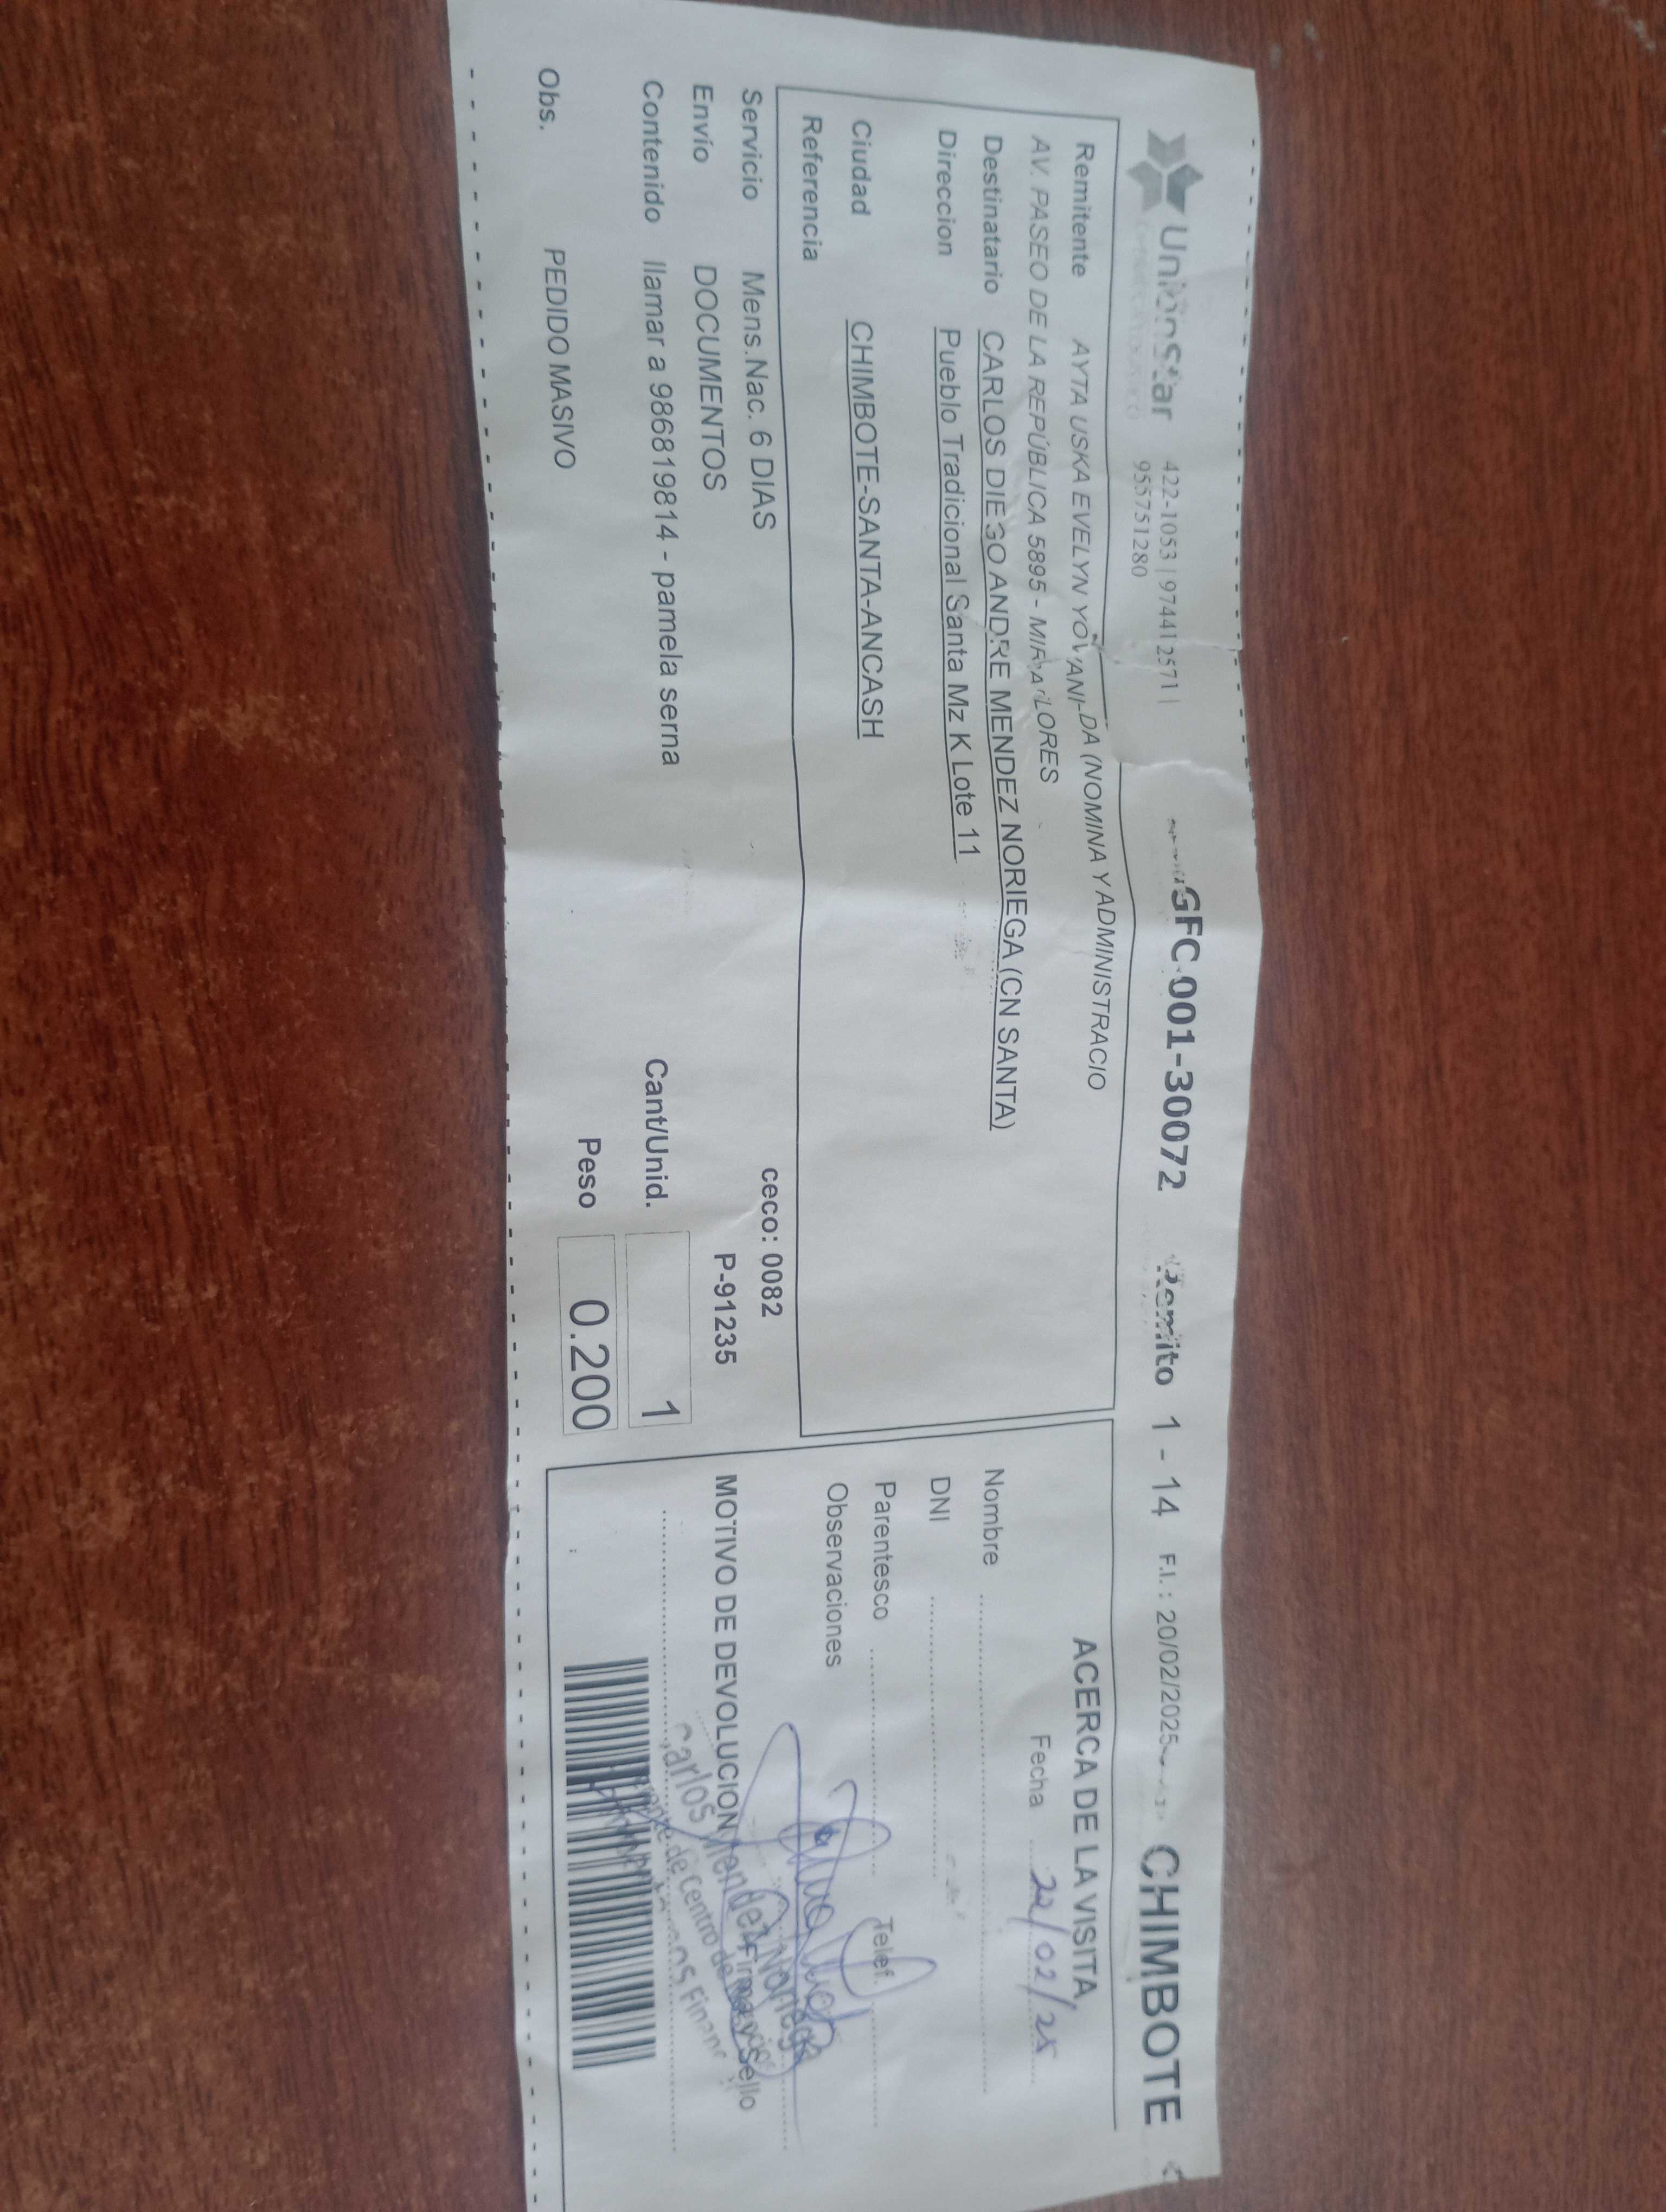 UnionStar 422-1053 | 974412571 |
955751280
GFC 001-30072 Remito 1 - 14 F.I.: 20/02/2025 CHIMBOTE
Remitente AYTA USKA EVELYN YOVANI-DA (NOMINA Y ADMINISTRACIO
AV. PASEO DE LA REPÚBLICA 5895 - MIRAFLORES
Destinatario CARLOS DIEGO ANDRE MENDEZ NORIEGA (CN SANTA)
Direccion Pueblo Tradicional Santa Mz K Lote 11
Ciudad CHIMBOTE-SANTA-ANCASH
Referencia
Servicio Mens.Nac. 6 DIAS ceco: 0082
Envío DOCUMENTOS P-91235
Contenido llamar a 986819814 - pamela serna Cant/Unid. 1
Obs. PEDIDO MASIVO Peso 0.200
ACERCA DE LA VISITA
Fecha 22/02/25
Nombre
DNI
Parentesco Telef.
Observaciones
MOTIVO DE DEVOLUCION Firma y Sello
Carlos Mendez Noriega